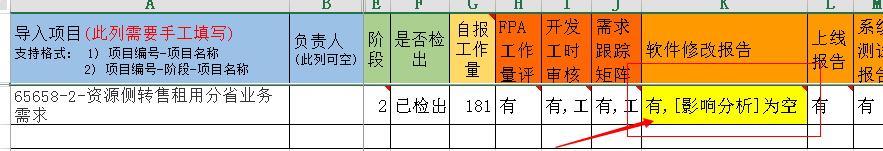 A B E F G H I J K L M
导入项目(此列需要手工填写)
支持格式: 1) 项目编号-项目名称
2) 项目编号-阶段-项目名称
负责人
(此列可空)
阶
段
是否检
出
自报
工作
量
FPA
工作
量评
开发
工时
审核
需求
跟踪
矩阵
软件修改报告
上线
报告
系统
测试
报告
65658-2-资源侧转售租用分省业务
需求
2
已检出
181
有
有,工
有,工
有,[影响分析]为空
有
有